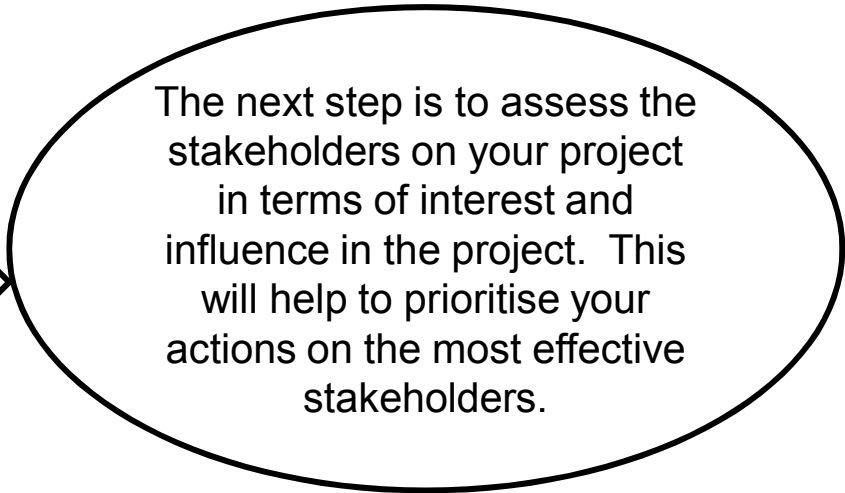 The next step is to assess the
stakeholders on your project
in terms of interest and
influence in the project.  This
will help to prioritise your
actions on the most effective
stakeholders.